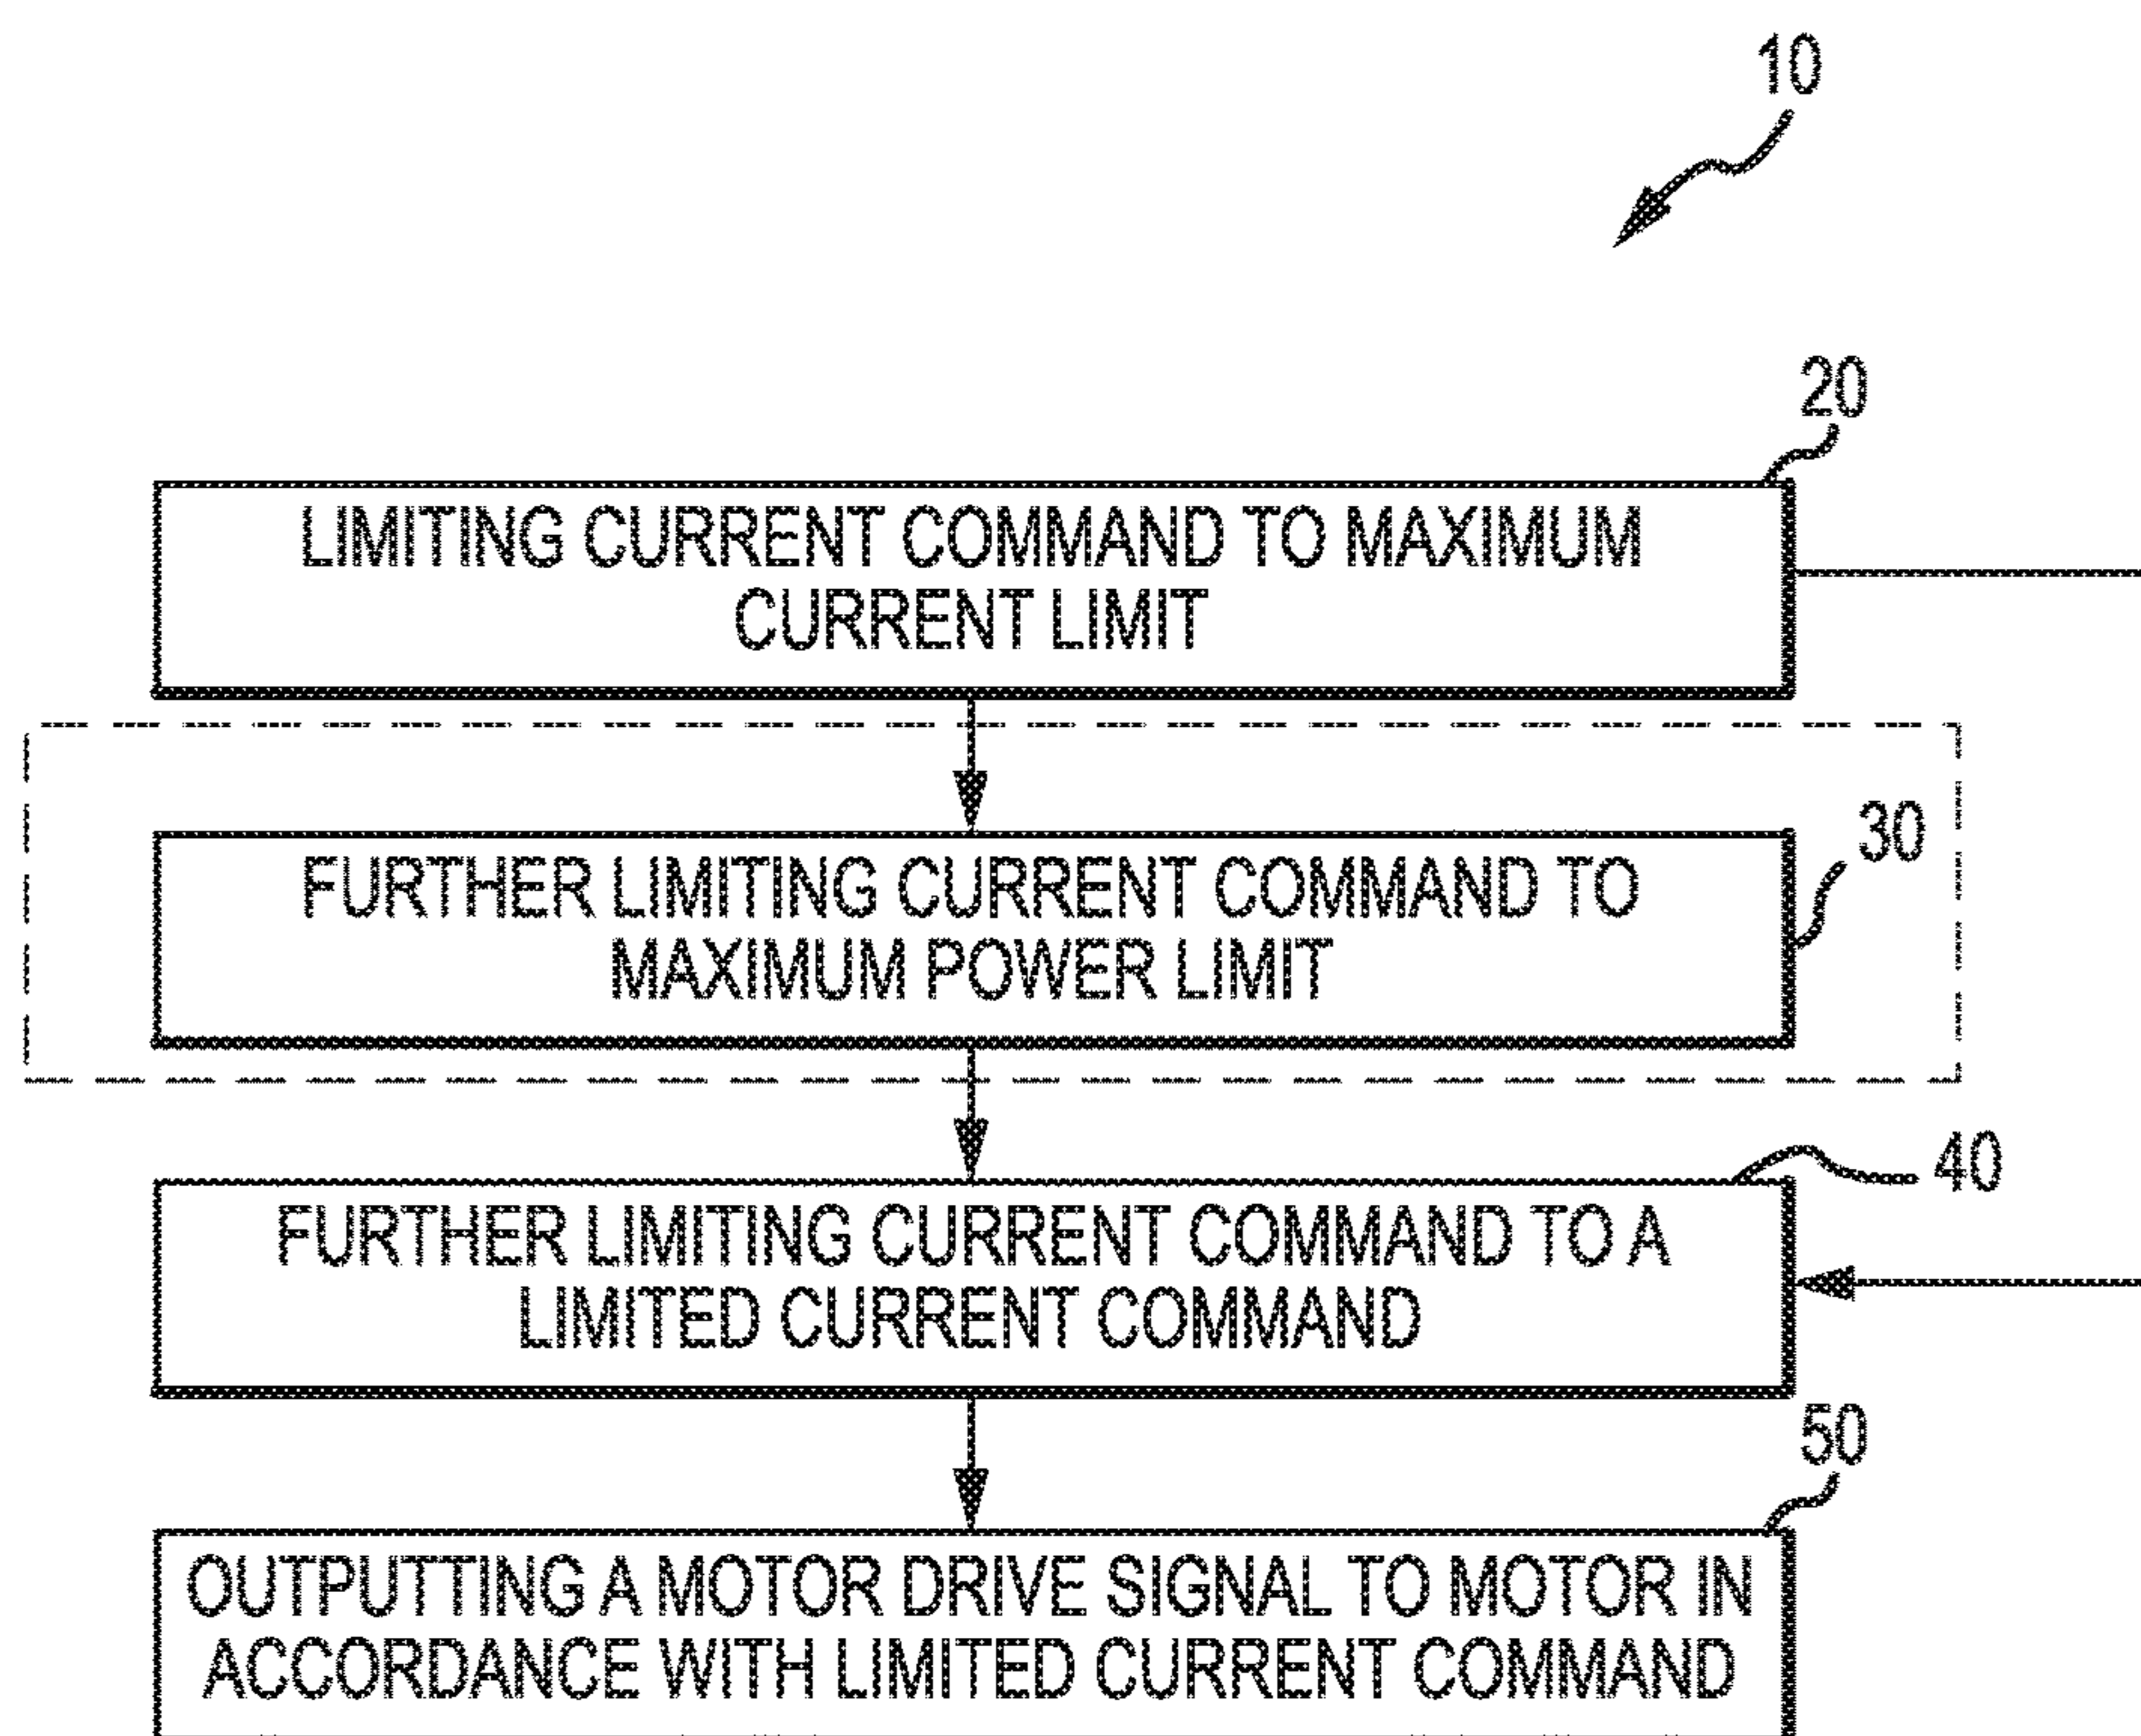 10
20
LIMITING CURRENT COMMAND TO MAXIMUM
CURRENT LIMIT
30
FURTHER LIMITING CURRENT COMMAND TO
MAXIMUM POWER LIMIT
40
FURTHER LIMITING CURRENT COMMAND TO A
LIMITED CURRENT COMMAND
50
OUTPUTTING A MOTOR DRIVE SIGNAL TO MOTOR IN
ACCORDANCE WITH LIMITED CURRENT COMMAND